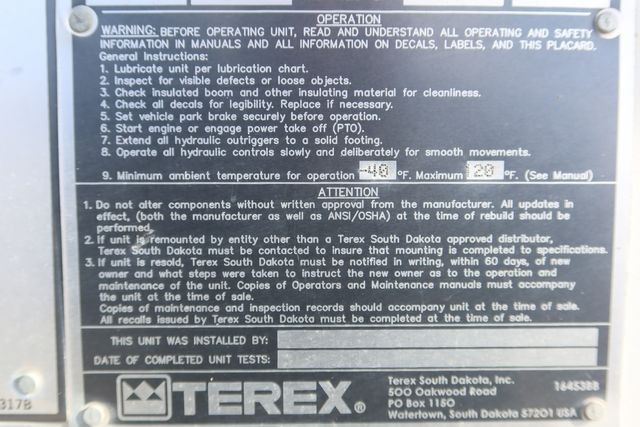 OPERATION
WARNING: BEFORE OPERATING UNIT, READ AND UNDERSTAND ALL OPERATING AND SAFETY
INFORMATION IN MANUALS AND ALL INFORMATION ON DECALS, LABELS, AND THIS PLACARD.
General Instructions:
1. Lubricate unit per lubrication chart.
2. Inspect for visible defects or loose objects.
3. Check insulated boom and other insulating material for cleanliness.
4. Check all decals for legibility. Replace if necessary.
5. Set vehicle park brake securely before operation.
6. Start engine or engage power take off (PTO).
7. Extend all hydraulic outriggers to a solid footing.
8. Operate all hydraulic controls slowly and deliberately for smooth movements.
9. Minimum ambient temperature for operation -40 °F. Maximum 120 °F. (See Manual)
ATTENTION
1. Do not alter components without written approval from the manufacturer. All updates in
effect, (both the manufacturer as well as ANSI/OSHA) at the time of rebuild should be
performed.
2. If unit is remounted by entity other than a Terex South Dakota approved distributor,
Terex South Dakota must be contacted to insure that mounting is completed to specifications.
3. If unit is resold, Terex South Dakota must be notified in writing, within 60 days, of new
owner and what steps were taken to instruct the new owner as to the operation and
maintenance of the unit. Copies of Operators and Maintenance manuals must accompany
the unit at the time of sale.
Copies of maintenance and inspection records should accompany unit at the time of sale.
All recalls issued by Terex South Dakota must be completed at the time of sale.
THIS UNIT WAS INSTALLED BY:
DATE OF COMPLETED UNIT TESTS:
TEREX®
Terex South Dakota, Inc.
500 Oakwood Road
PO Box 1150
Watertown, South Dakota 57201 USA
164538B
317B